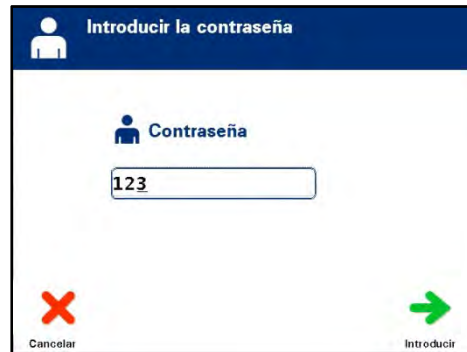 Introducir la contraseña
Contraseña
123
Cancelar
Introducir